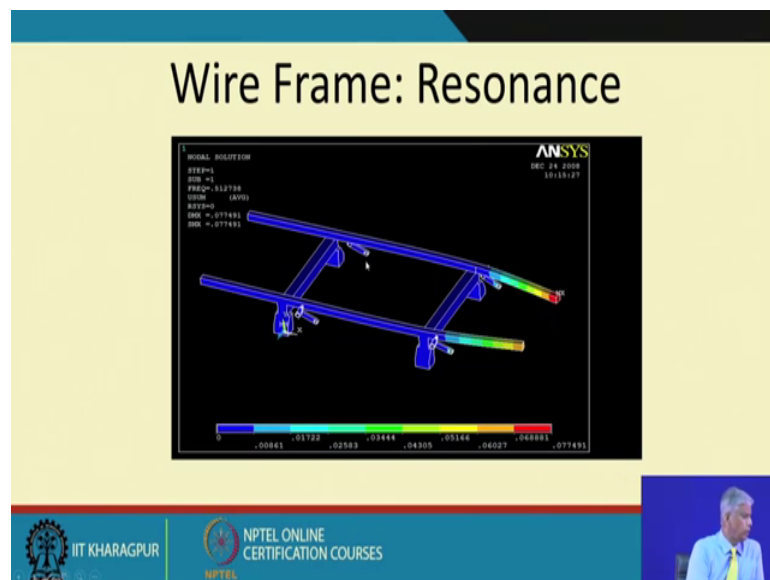 Wire Frame: Resonance
1
NODAL SOLUTION
STEP=1
SUB =1
FREQ=.512738
USUM (AVG)
RSYS=0
DMX =.077491
SMX =.077491
ANSYS
DEC 24 2008
10:15:27
MX
X
0 .01722 .03444 .05166 .068881
.00861 .02583 .04305 .06027 .077491
IIT KHARAGPUR
NPTEL ONLINE
CERTIFICATION COURSES
NPTEL